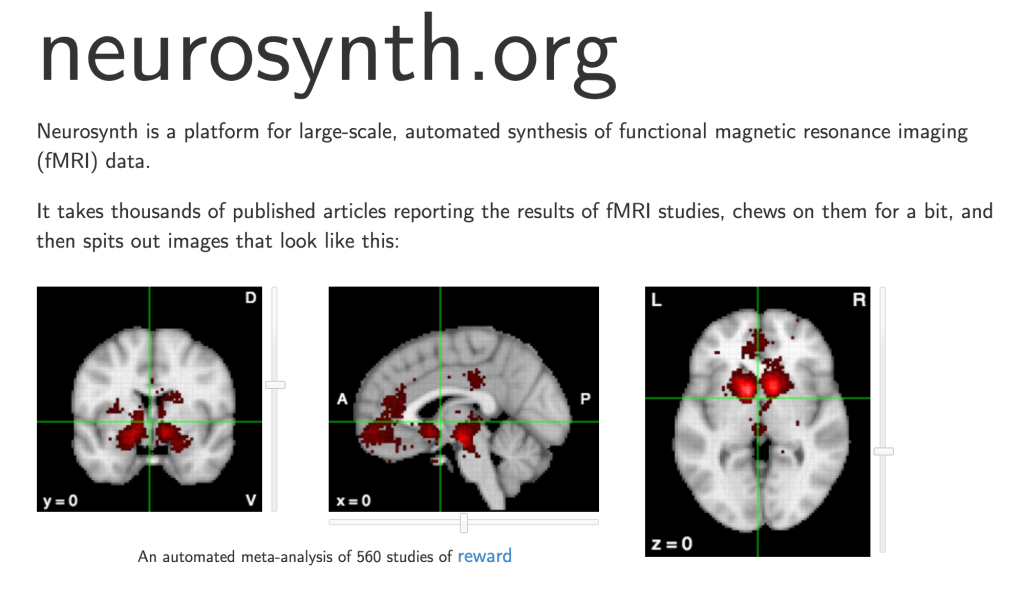 neurosynth.org
Neurosynth is a platform for large-scale, automated synthesis of functional magnetic resonance imaging
(fMRI) data.
It takes thousands of published articles reporting the results of fMRI studies, chews on them for a bit, and
then spits out images that look like this:
D
y=0
V
A
P
x=0
L
R
z=0
An automated meta-analysis of 560 studies of reward